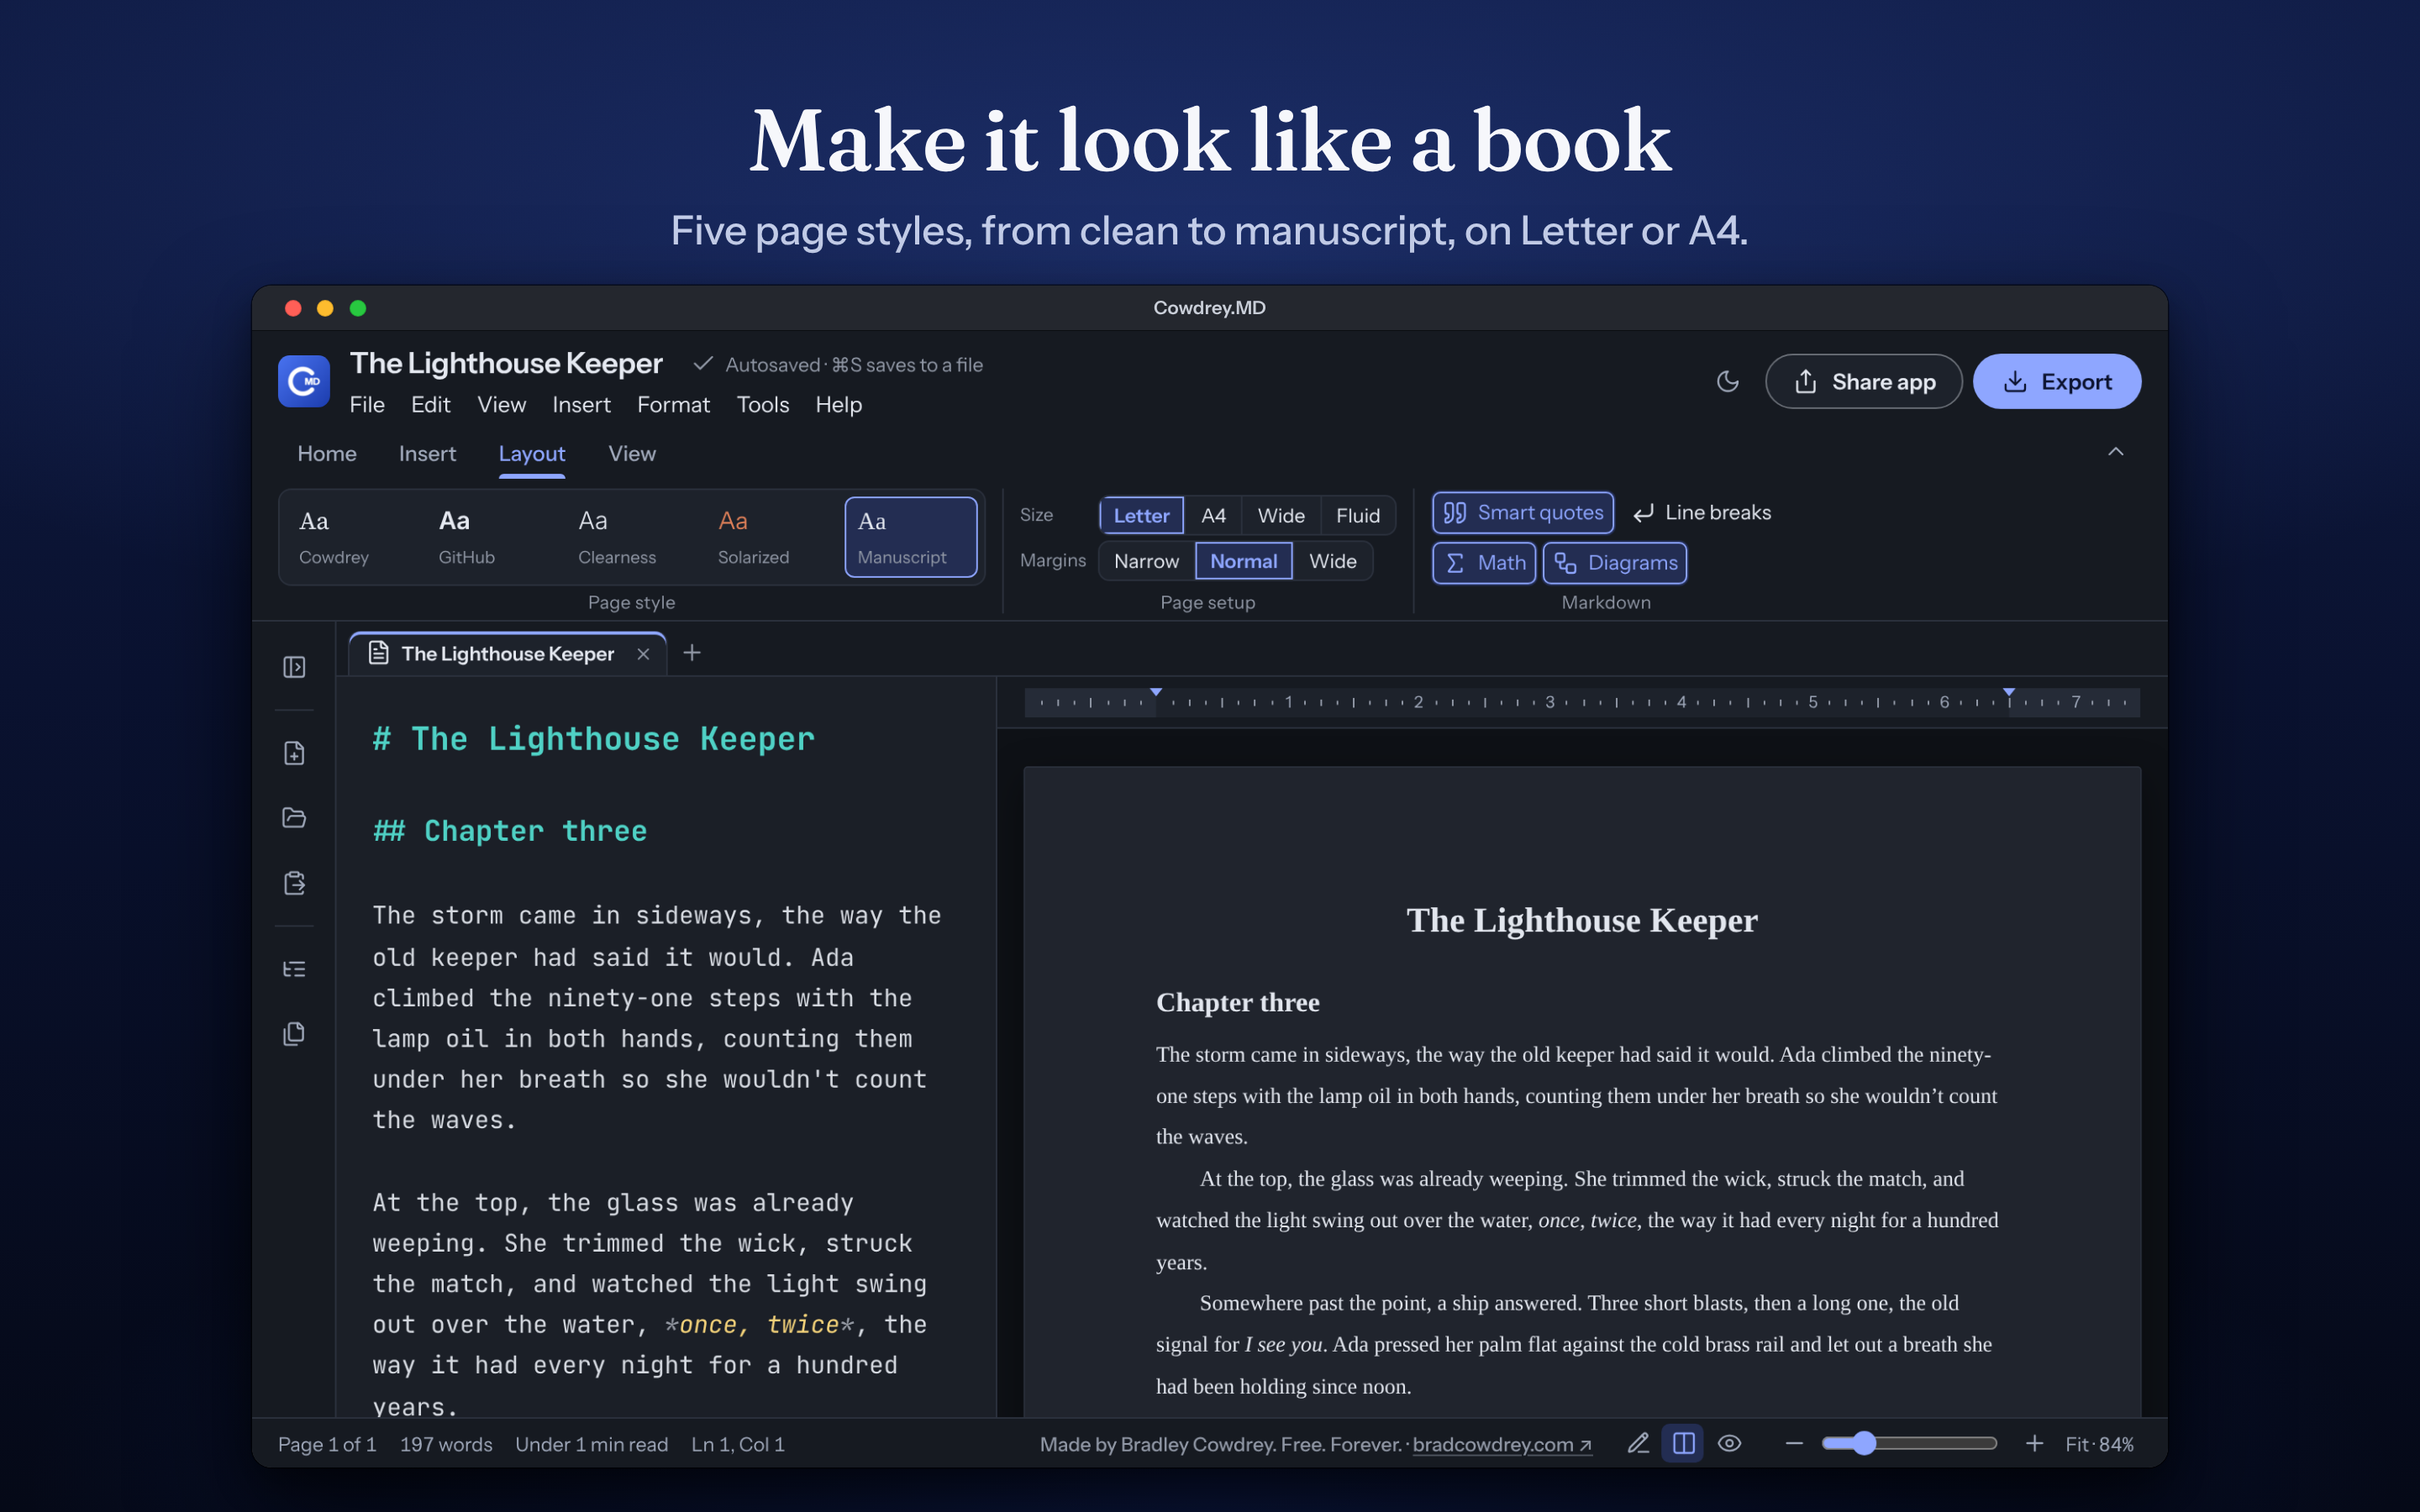 Make it look like a book
Five page styles, from clean to manuscript, on Letter or A4.
Cowdrey.MD
C MD
The Lighthouse Keeper
Autosaved · ⌘S saves to a file
File Edit View Insert Format Tools Help
Share app
Export
Home Insert Layout View
Aa Cowdrey
Aa GitHub
Aa Clearness
Aa Solarized
Aa Manuscript
Page style
Size Letter A4 Wide Fluid
Margins Narrow Normal Wide
Page setup
Smart quotes Line breaks
Math Diagrams
Markdown
The Lighthouse Keeper
# The Lighthouse Keeper
## Chapter three
The storm came in sideways, the way the
old keeper had said it would. Ada
climbed the ninety-one steps with the
lamp oil in both hands, counting them
under her breath so she wouldn't count
the waves.
At the top, the glass was already
weeping. She trimmed the wick, struck
the match, and watched the light swing
out over the water, *once, twice*, the
way it had every night for a hundred
years.
1 2 3 4 5 6 7
The Lighthouse Keeper
Chapter three
The storm came in sideways, the way the old keeper had said it would. Ada climbed the ninety-
one steps with the lamp oil in both hands, counting them under her breath so she wouldn’t count
the waves.
At the top, the glass was already weeping. She trimmed the wick, struck the match, and
watched the light swing out over the water, once, twice, the way it had every night for a hundred
years.
Somewhere past the point, a ship answered. Three short blasts, then a long one, the old
signal for I see you. Ada pressed her palm flat against the cold brass rail and let out a breath she
had been holding since noon.
Page 1 of 1 197 words Under 1 min read Ln 1, Col 1
Made by Bradley Cowdrey. Free. Forever. · bradcowdrey.com ↗
Fit · 84%